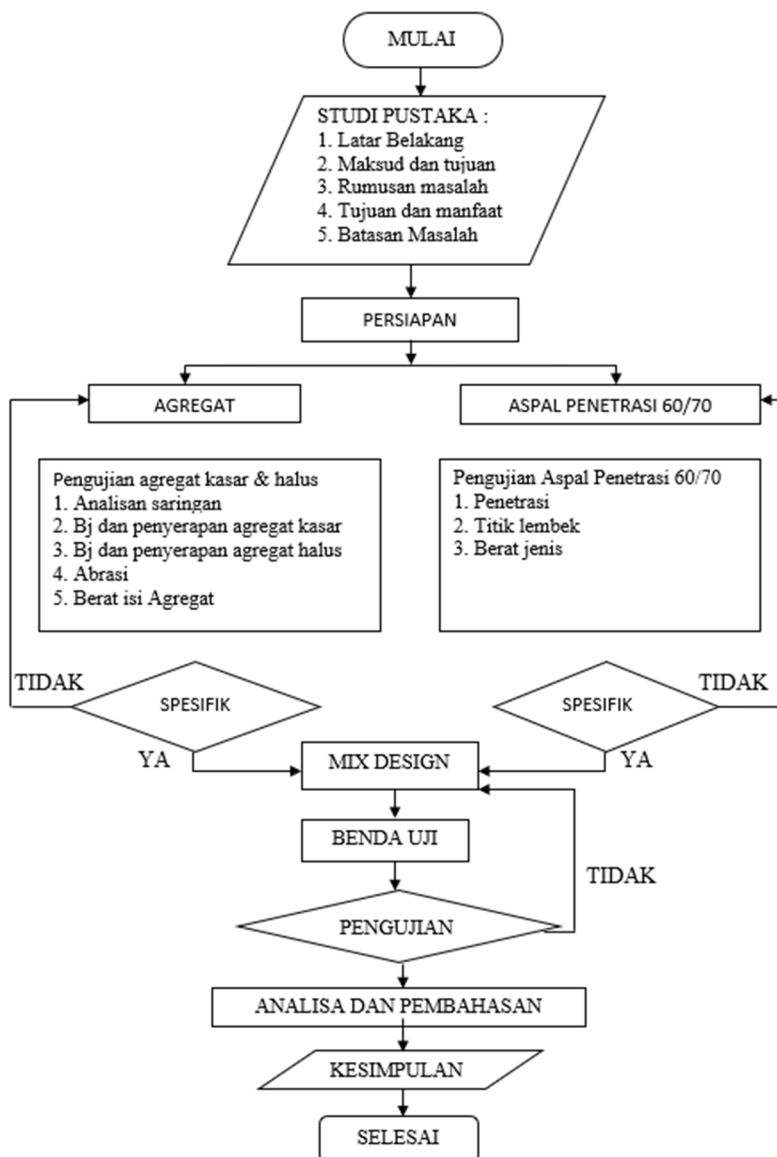 MULAI
STUDI PUSTAKA :
1. Latar Belakang
2. Maksud dan tujuan
3. Rumusan masalah
4. Tujuan dan manfaat
5. Batasan Masalah
PERSIAPAN
AGREGAT
ASPAL PENETRASI 60/70
Pengujian agregat kasar & halus
1. Analisan saringan
2. Bj dan penyerapan agregat kasar
3. Bj dan penyerapan agregat halus
4. Abrasi
5. Berat isi Agregat
Pengujian Aspal Penetrasi 60/70
1. Penetrasi
2. Titik lembek
3. Berat jenis
TIDAK
SPESIFIK
SPESIFIK
TIDAK
YA
MIX DESIGN
YA
BENDA UJI
TIDAK
PENGUJIAN
ANALISA DAN PEMBAHASAN
KESIMPULAN
SELESAI